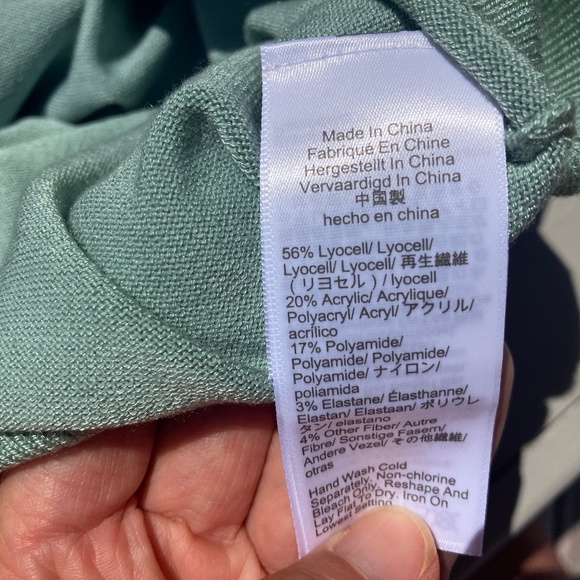 Made In China
Fabriqué En Chine
Hergestellt In China
Vervaardigd In China
中国製
hecho en china
56% Lyocell/ Lyocell/
Lyocell/ Lyocell/ 再生繊維
（リヨセル）/ lyocell
20% Acrylic/ Acrylique/
Polyacryl/ Acryl/ アクリル/
acrílico
17% Polyamide/
Polyamide/ Polyamide/
Polyamide/ ナイロン/
poliamida
3% Elastane/ Élasthanne/
Elastan/ Elastaan/ ポリウレ
タン/ elastano
4% Other Fiber/ Autre
Fibre/ Sonstige Fasern/
Andere Vezel/ その他繊維/
otras
Hand Wash Cold
Separately, Non-chlorine
Bleach Only, Reshape And
Lay Flat To Dry, Iron On
Lowest Setting